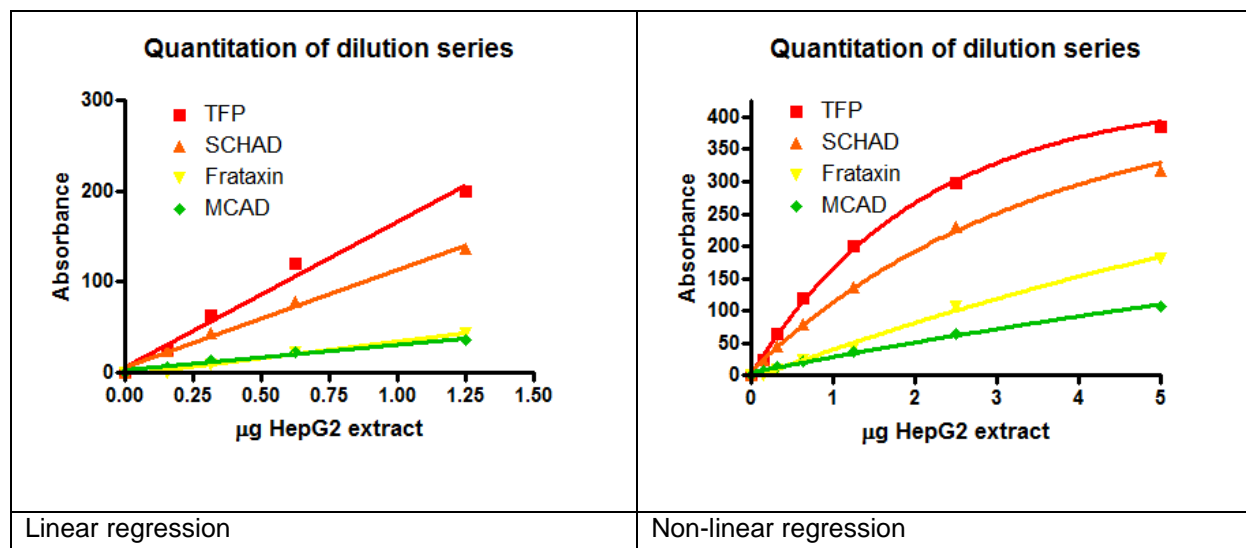 Quantitation of dilution series
TFP
SCHAD
Frataxin
MCAD
Absorbance
300
200
100
0
0.00 0.25 0.50 0.75 1.00 1.25 1.50
µg HepG2 extract
Linear regression
Quantitation of dilution series
TFP
SCHAD
Frataxin
MCAD
Absorbance
400
350
300
250
200
150
100
50
0
0 1 2 3 4 5
µg HepG2 extract
Non-linear regression